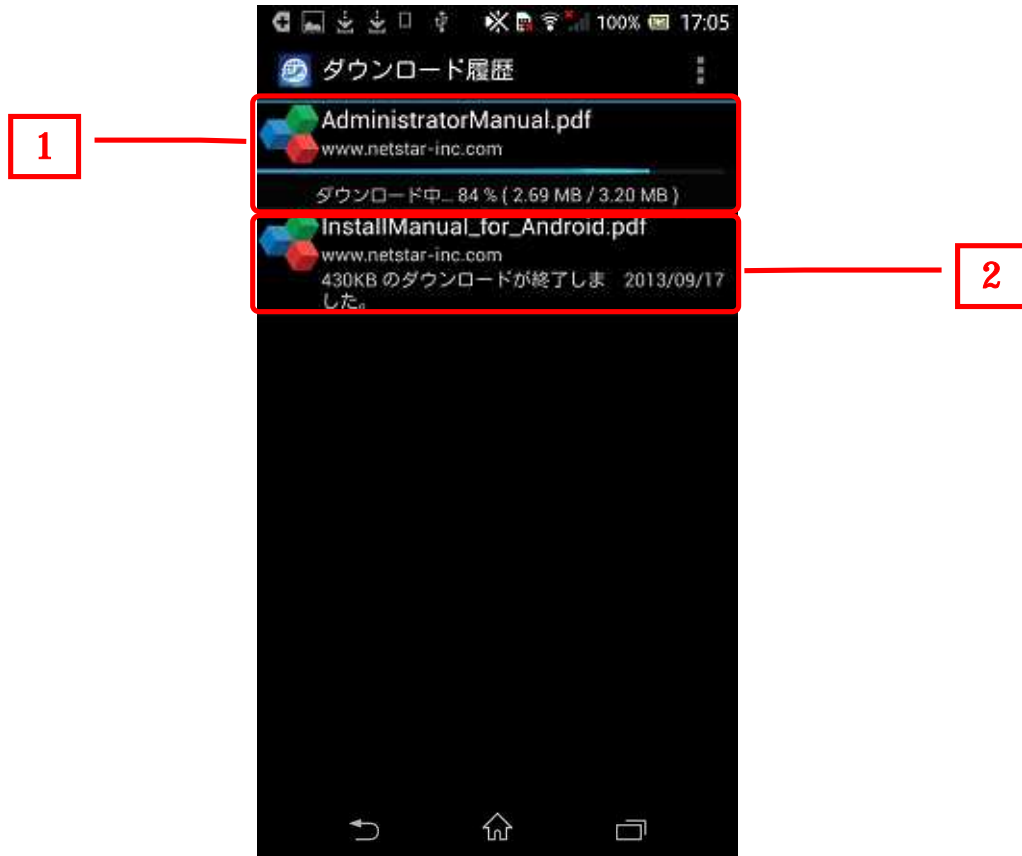 100% 17:05
ダウンロード履歴
AdministratorManual.pdf
www.netstar-inc.com
ダウンロード中... 84 % ( 2.69 MB / 3.20 MB )
InstallManual_for_Android.pdf
www.netstar-inc.com
430KB のダウンロードが終了しま 2013/09/17
した。
1
2